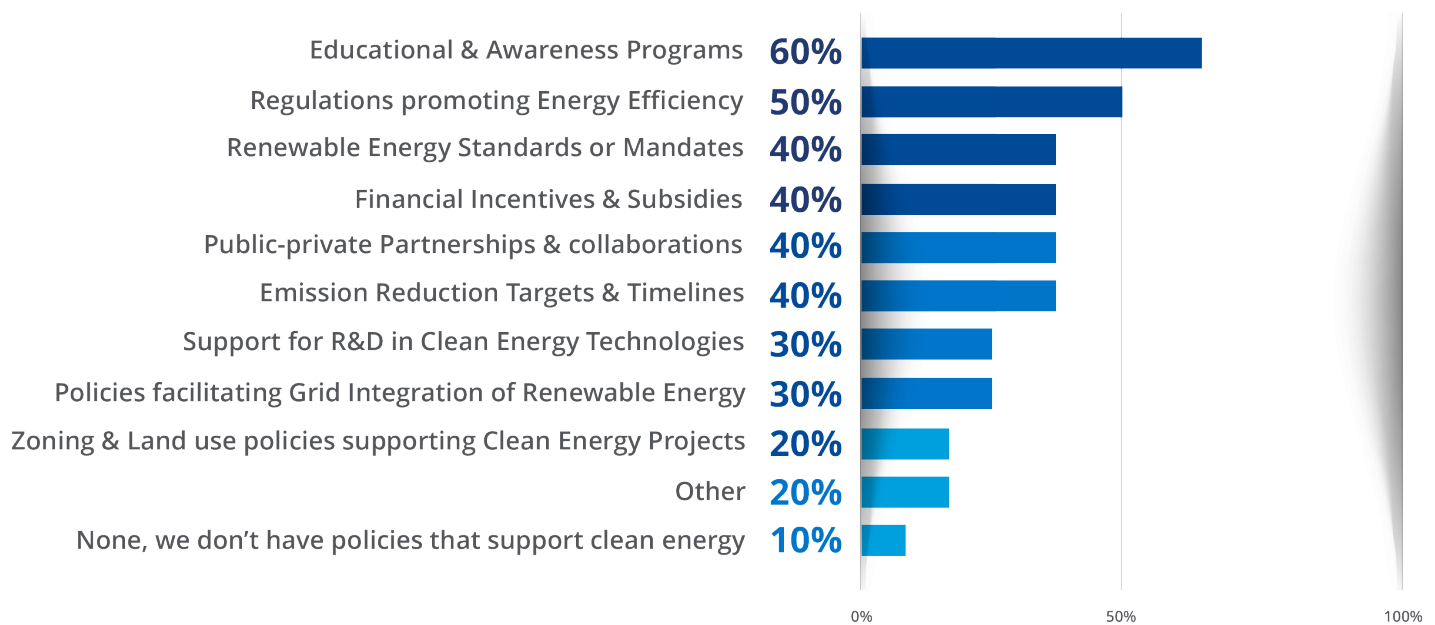 Educational & Awareness Programs 60%
Regulations promoting Energy Efficiency 50%
Renewable Energy Standards or Mandates 40%
Financial Incentives & Subsidies 40%
Public-private Partnerships & collaborations 40%
Emission Reduction Targets & Timelines 40%
Support for R&D in Clean Energy Technologies 30%
Policies facilitating Grid Integration of Renewable Energy 30%
Zoning & Land use policies supporting Clean Energy Projects 20%
Other 20%
None, we don’t have policies that support clean energy 10%
0% 50% 100%